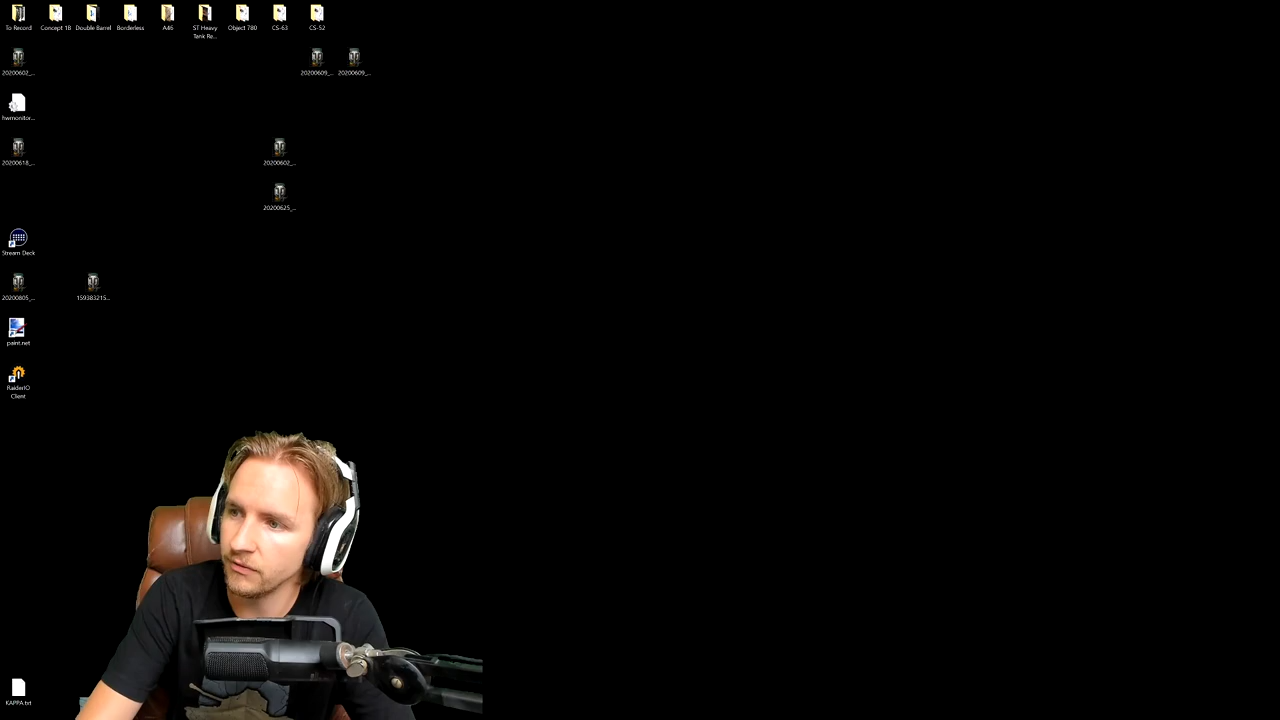 To Record
Concept 1B
Double Barrel
Borderless
A46
ST Heavy
Tank Re...
Object 780
CS-63
CS-52
20200602_...
20200609_...
20200609_...
hwmonitor...
20200618_...
20200602_...
20200625_...
Stream Deck
20200805_...
159383215...
paint.net
RaiderIO
Client
KAPPA.txt